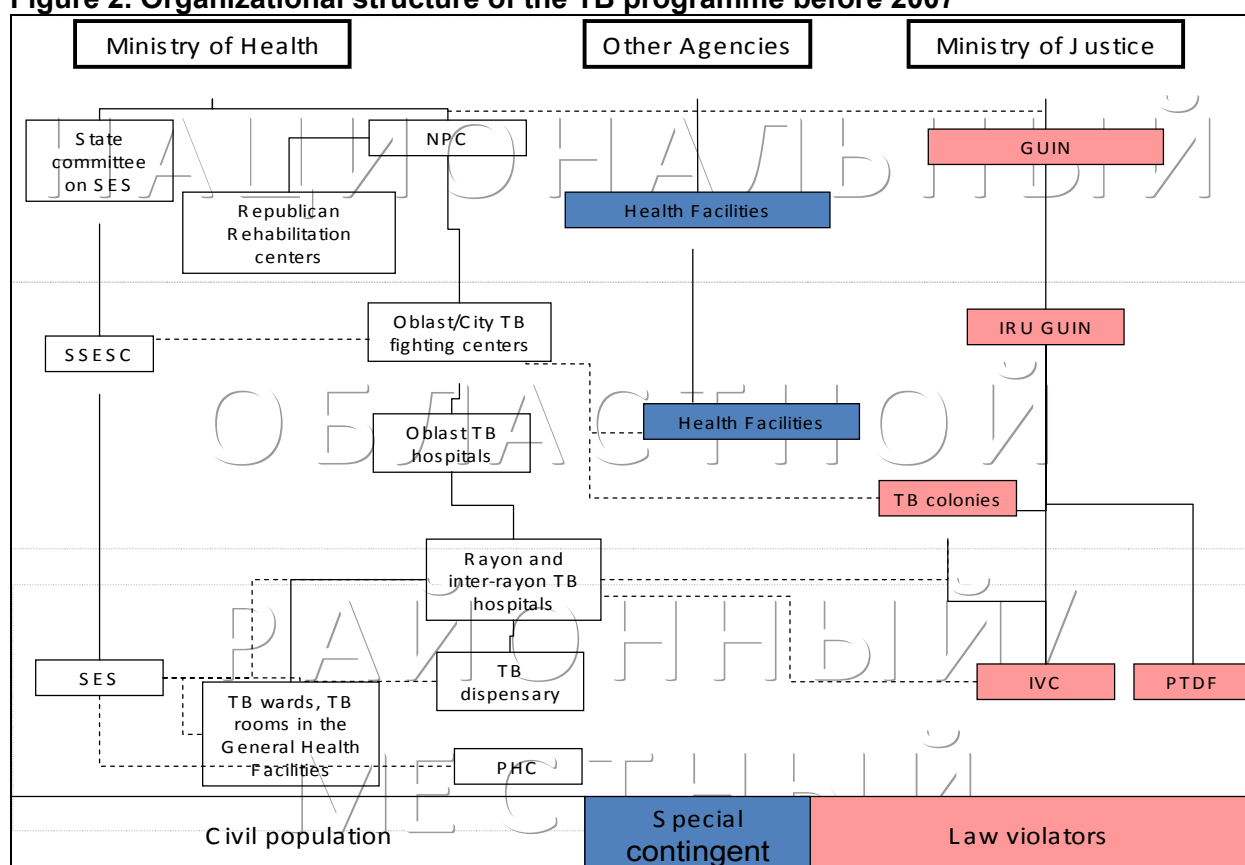 Figure 2. Organizational structure of the TB programme before 2007
Ministry of Health
Other Agencies
Ministry of Justice
НАЦИОНАЛЬНЫЙ
State
committee
on SES
NPC
GUIN
Republican
Rehabilitation
centers
Health Facilities
Oblast/City TB
fighting centers
IRU GUIN
SSESC
ОБЛАСТНОЙ
Oblast TB
hospitals
Health Facilities
TB colonies
Rayon and
inter-rayon TB
hospitals
РАЙОННЫЙ/
SES
TB
dispensary
IVC
PTDF
TB wards, TB
rooms in the
General Health
Facilities
PHC
МЕСТНЫЙ
Civil population
Special
contingent
Law violators